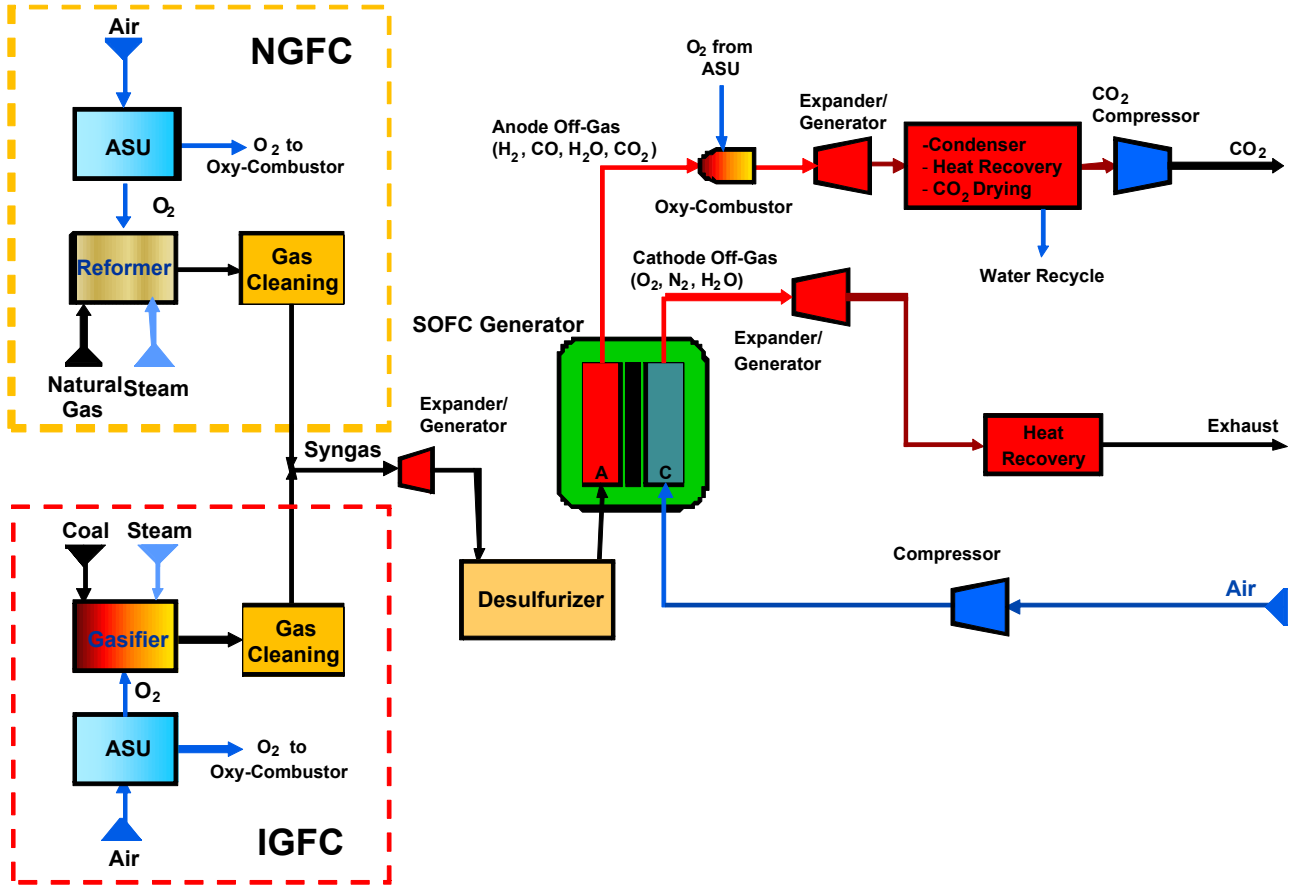 Air
NGFC
ASU
O2 to
Oxy-Combustor
O2
Reformer
Gas
Cleaning
Natural
Gas
Steam
Syngas
Expander/
Generator
Coal
Steam
Gasifier
Gas
Cleaning
O2
ASU
O2 to
Oxy-Combustor
Air
IGFC
Desulfurizer
SOFC Generator
A
C
Anode Off-Gas
(H2, CO, H2O, CO2)
O2 from
ASU
Oxy-Combustor
Expander/
Generator
-Condenser
- Heat Recovery
- CO2 Drying
CO2
Compressor
CO2
Water Recycle
Cathode Off-Gas
(O2, N2, H2O)
Expander/
Generator
Heat
Recovery
Exhaust
Compressor
Air